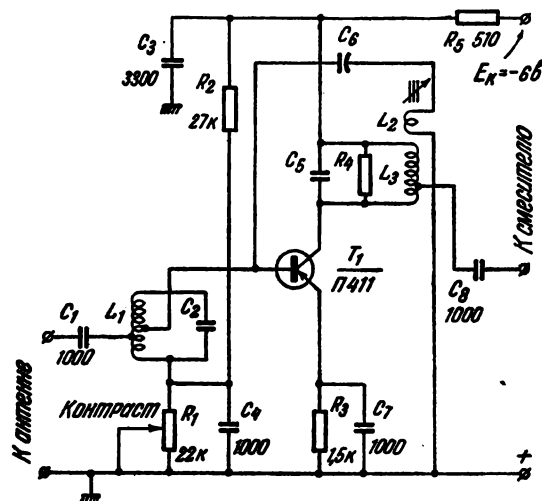 C₃
3300
R₂
27к
C₆
R₅ 510
Eк=-6в
L₂
C₅
R₄
L₃
К смесителю
T₁
П411
C₈
1000
C₁
1000
L₁
C₂
К антенне
Контраст
R₁
22к
C₄
1000
R₃
1,5к
C₇
1000
+